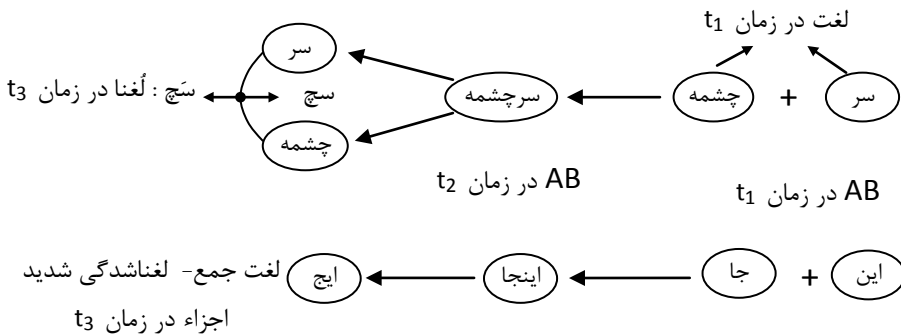 لغت در زمان t1
سر + چشمه سرچشمه سر سچ چشمه سَچ : لُغنا در زمان t3
AB در زمان t1 AB در زمان t2
این + جا اینجا ایج لغت جمع- لغناشدگی شدید
اجزاء در زمان t3